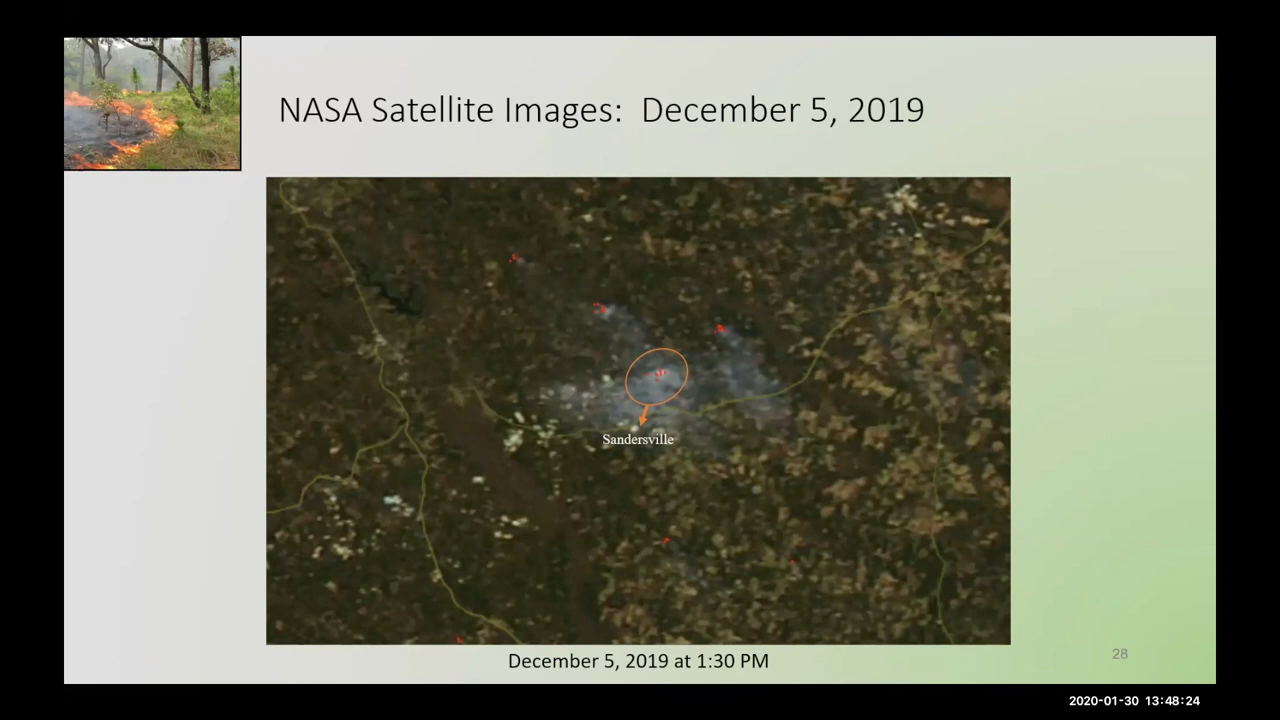 NASA Satellite Images:  December 5, 2019
Sandersville
December 5, 2019 at 1:30 PM
28
2020-01-30 13:48:24